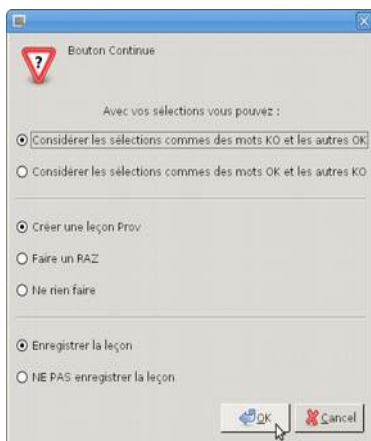 Bouton Continue
Avec vos sélections vous pouvez :
Considérer les sélections commes des mots KO et les autres OK
Considérer les sélections commes des mots OK et les autres KO
Créer une leçon Prov
Faire un RAZ
Ne rien faire
Enregistrer la leçon
NE PAS enregistrer la leçon
OK
Cancel